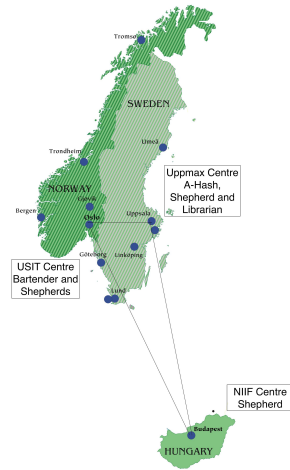 Tromsø
SWEDEN
Umeå
Trondheim
Uppmax Centre
A-Hash,
Shepherd and
Librarian
NORWAY
Gjøvik
Bergen
Oslo
Uppsala
USIT Centre
Bartender and
Shepherds
Göteborg
Linköping
Lund
NIIF Centre
Shepherd
Budapest
HUNGARY